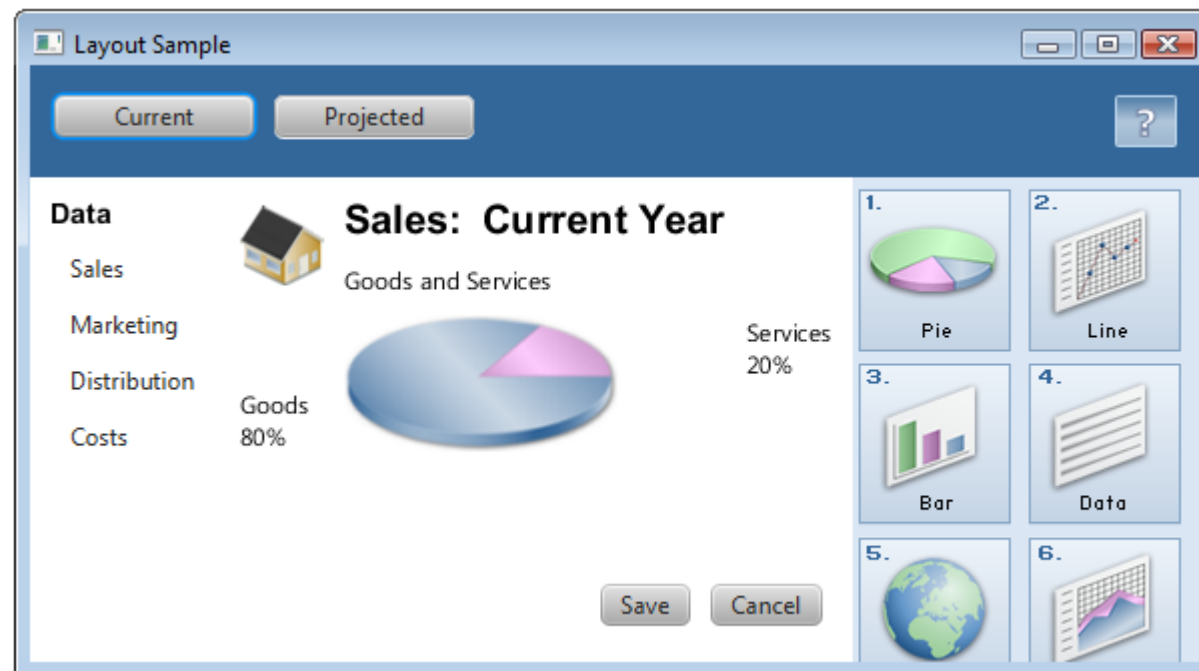 Layout Sample
Current
Projected
?
Data
Sales
Marketing
Distribution
Costs
Sales:  Current Year
Goods and Services
Goods
80%
Services
20%
Save
Cancel
1.
Pie
2.
Line
3.
Bar
4.
Data
5.
6.